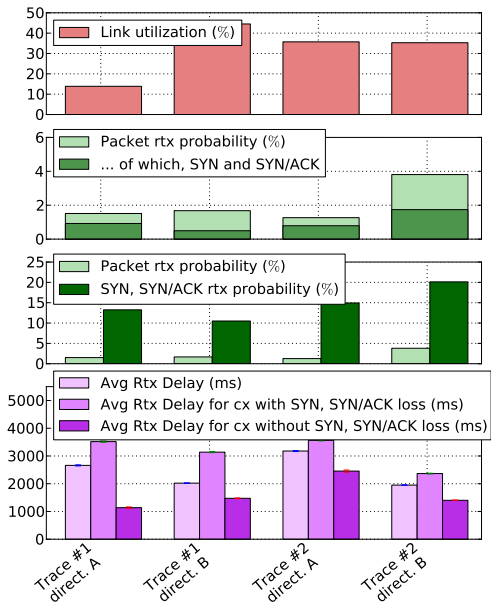 50
40
30
20
10
0
Link utilization (%)
6
4
2
0
Packet rtx probability (%)
... of which, SYN and SYN/ACK
25
20
15
10
5
0
Packet rtx probability (%)
SYN, SYN/ACK rtx probability (%)
5000
4000
3000
2000
1000
0
Avg Rtx Delay (ms)
Avg Rtx Delay for cx with SYN, SYN/ACK loss (ms)
Avg Rtx Delay for cx without SYN, SYN/ACK loss (ms)
Trace #1
direct. A
Trace #1
direct. B
Trace #2
direct. A
Trace #2
direct. B